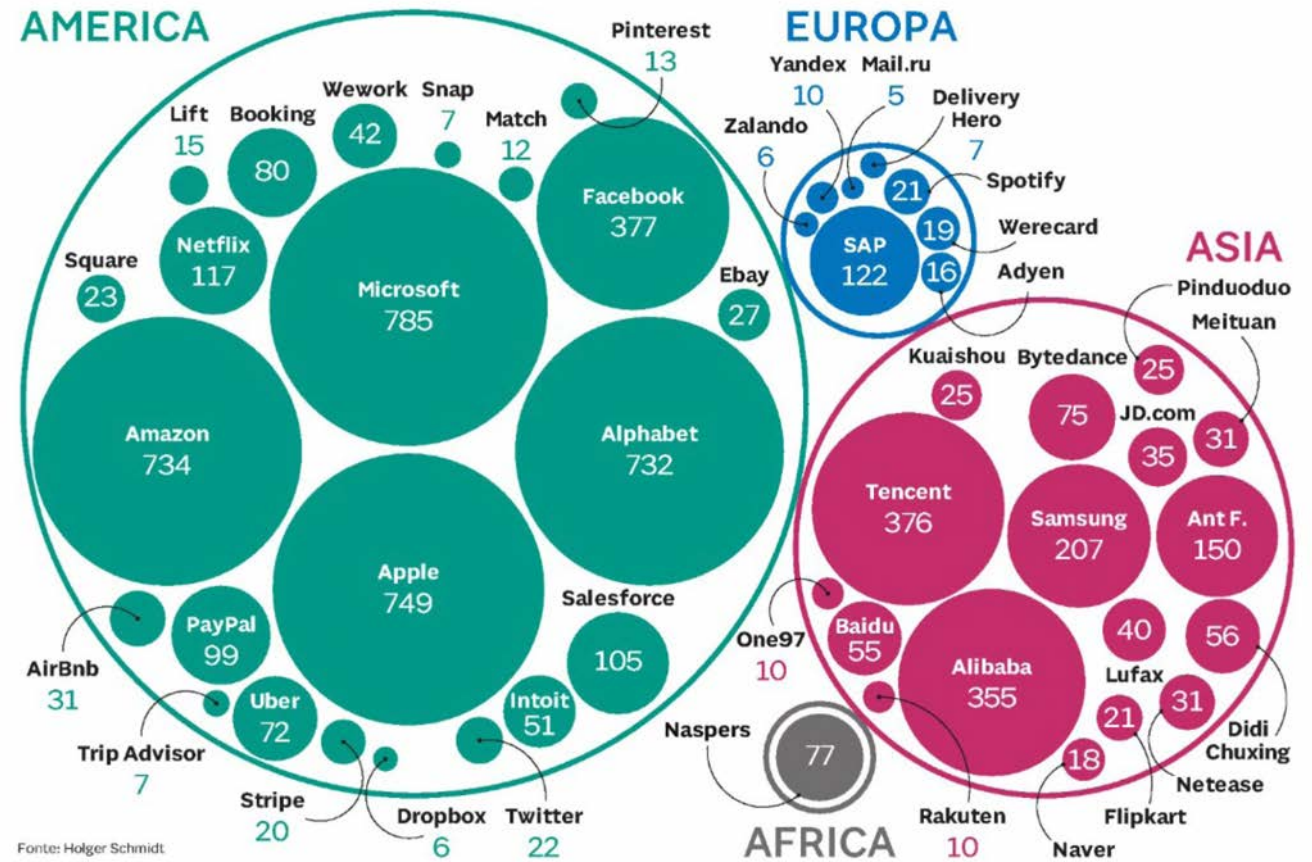 AMERICA
Pinterest
13
Wework
42
Snap
7
Lift
15
Booking
80
Match
12
Facebook
377
Netflix
117
Square
23
Microsoft
785
Ebay
27
Amazon
734
Alphabet
732
Apple
749
Salesforce
105
PayPal
99
AirBnb
31
Uber
72
Intoit
51
Trip Advisor
7
Stripe
20
Dropbox
6
Twitter
22
EUROPA
Yandex
10
Mail.ru
5
Delivery
Hero
7
Zalando
6
21
Spotify
SAP
122
19
Werecard
16
Adyen
ASIA
Pinduoduo
25
Meituan
31
Kuaishou
25
Bytedance
75
JD.com
35
Tencent
376
Samsung
207
Ant F.
150
One97
10
Baidu
55
Alibaba
355
40
Lufax
56
Didi
Chuxing
31
Netease
21
Flipkart
18
Naver
Rakuten
10
Naspers
77
AFRICA
Fonte: Holger Schmidt